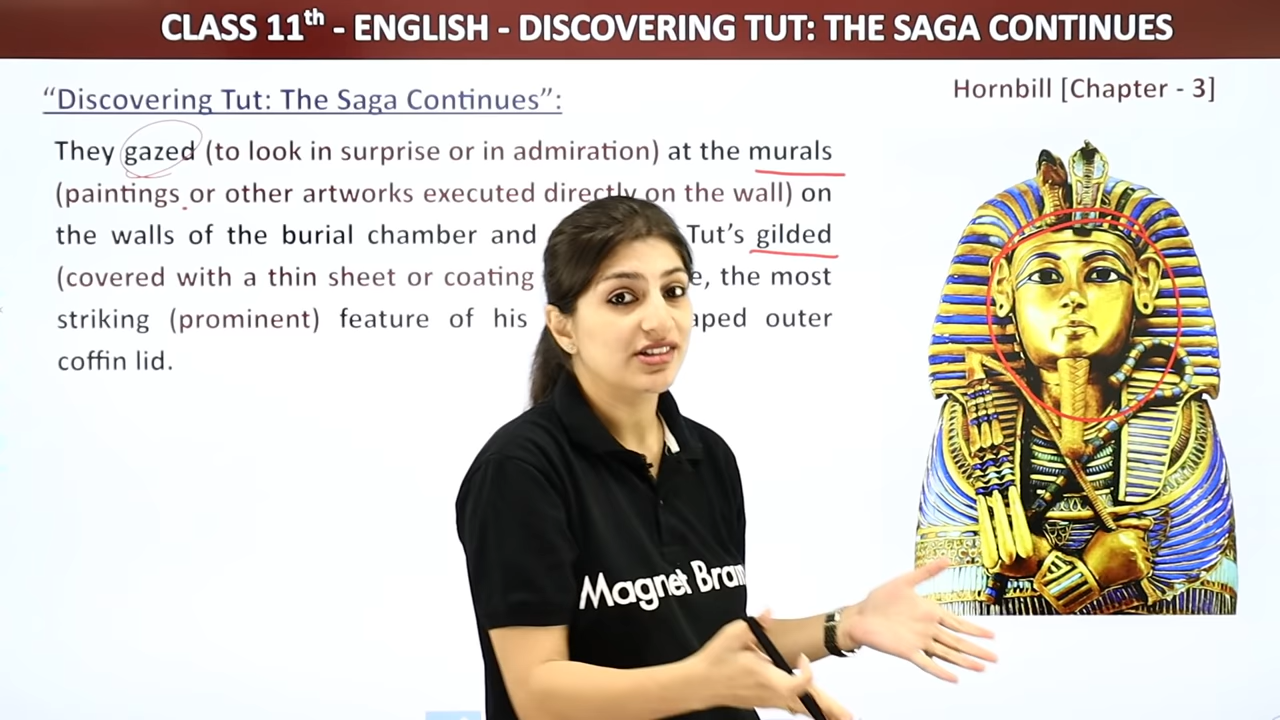 CLASS 11th - ENGLISH - DISCOVERING TUT: THE SAGA CONTINUES
Hornbill [Chapter - 3]
“Discovering Tut: The Saga Continues”:
They gazed (to look in surprise or in admiration) at the murals
(paintings or other artworks executed directly on the wall) on
the walls of the burial chamber and Tut’s gilded
(covered with a thin sheet or coating the most
striking (prominent) feature of his outer
coffin lid.
Magnet Brain